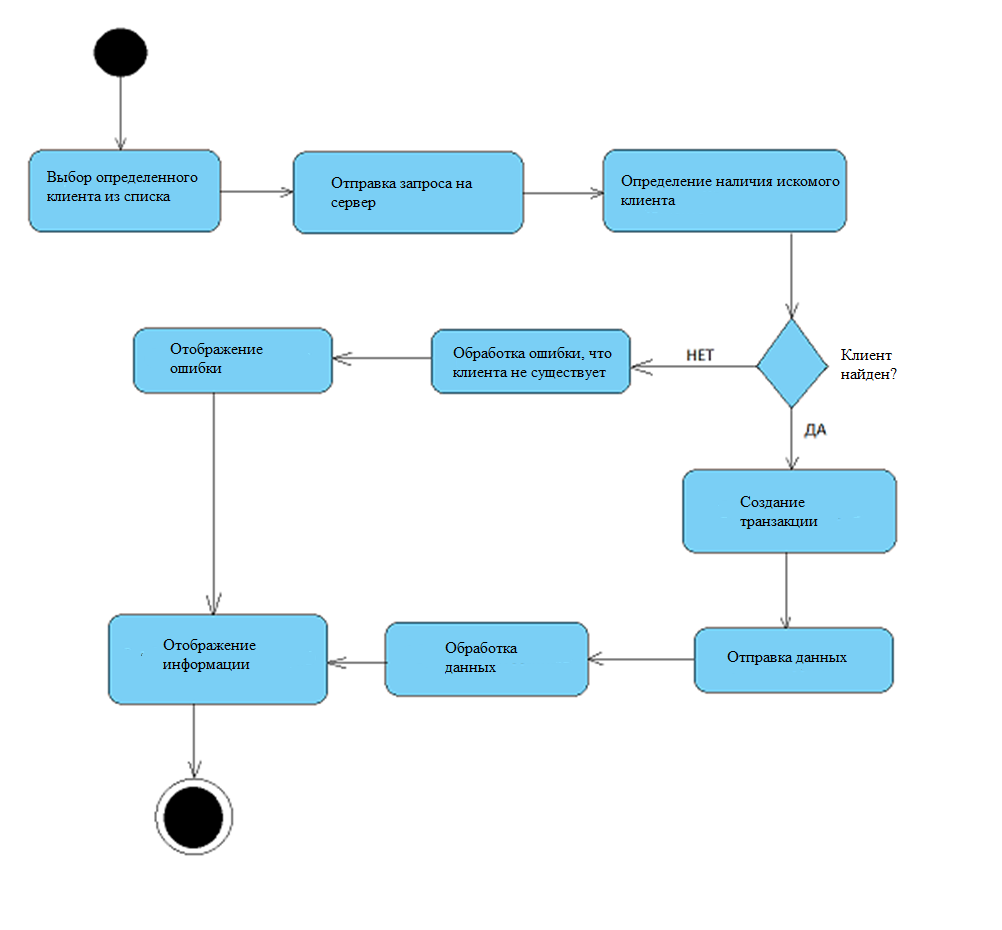 Выбор определенного
клиента из списка
Отправка запроса на
сервер
Определение наличия искомого
клиента
Клиент
найден?
НЕТ
Обработка ошибки, что
клиента не существует
Отображение
ошибки
ДА
Создание
транзакции
Отправка данных
Обработка
данных
Отображение
информации